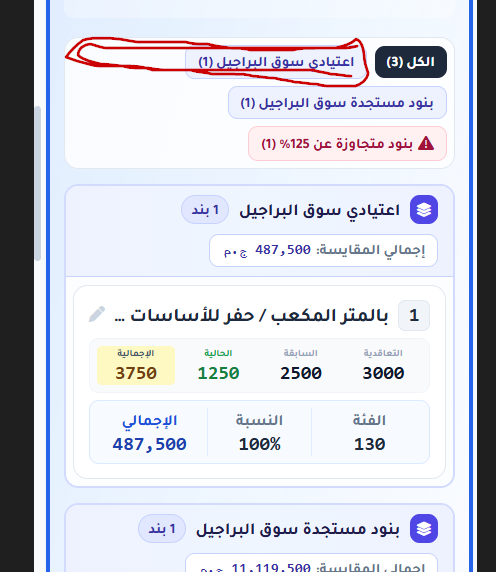 الكل (3)
اعتيادي سوق البراجيل (1)
بنود مستجدة سوق البراجيل (1)
بنود متجاوزة عن 125% (1)
اعتيادي سوق البراجيل 1 بند
إجمالي المقايسة: 487,500 ج.م
1 بالمتر المكعب / حفر للأساسات ...
التعاقدية السابقة الحالية الإجمالية
3000 2500 1250 3750
الفئة النسبة الإجمالي
130 100% 487,500
بنود مستجدة سوق البراجيل 1 بند
إجمالي المقايسة: 11,119,500 ج.م